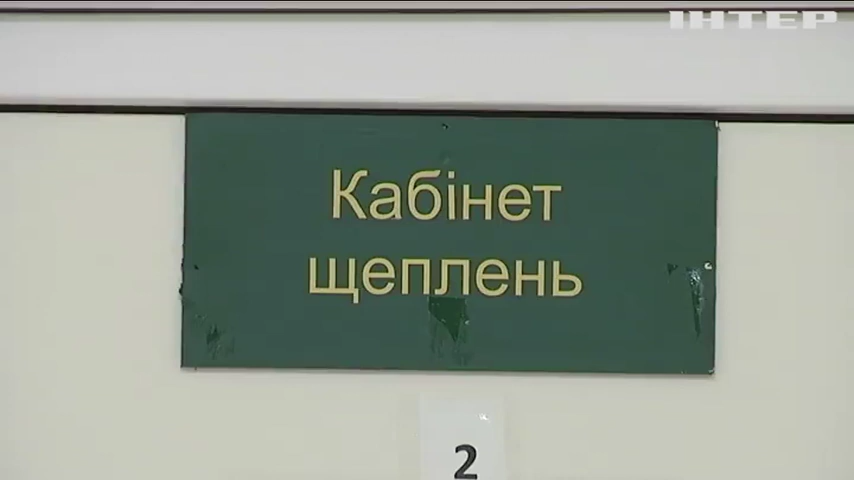 ІНТЕР
Кабінет
щеплень
2